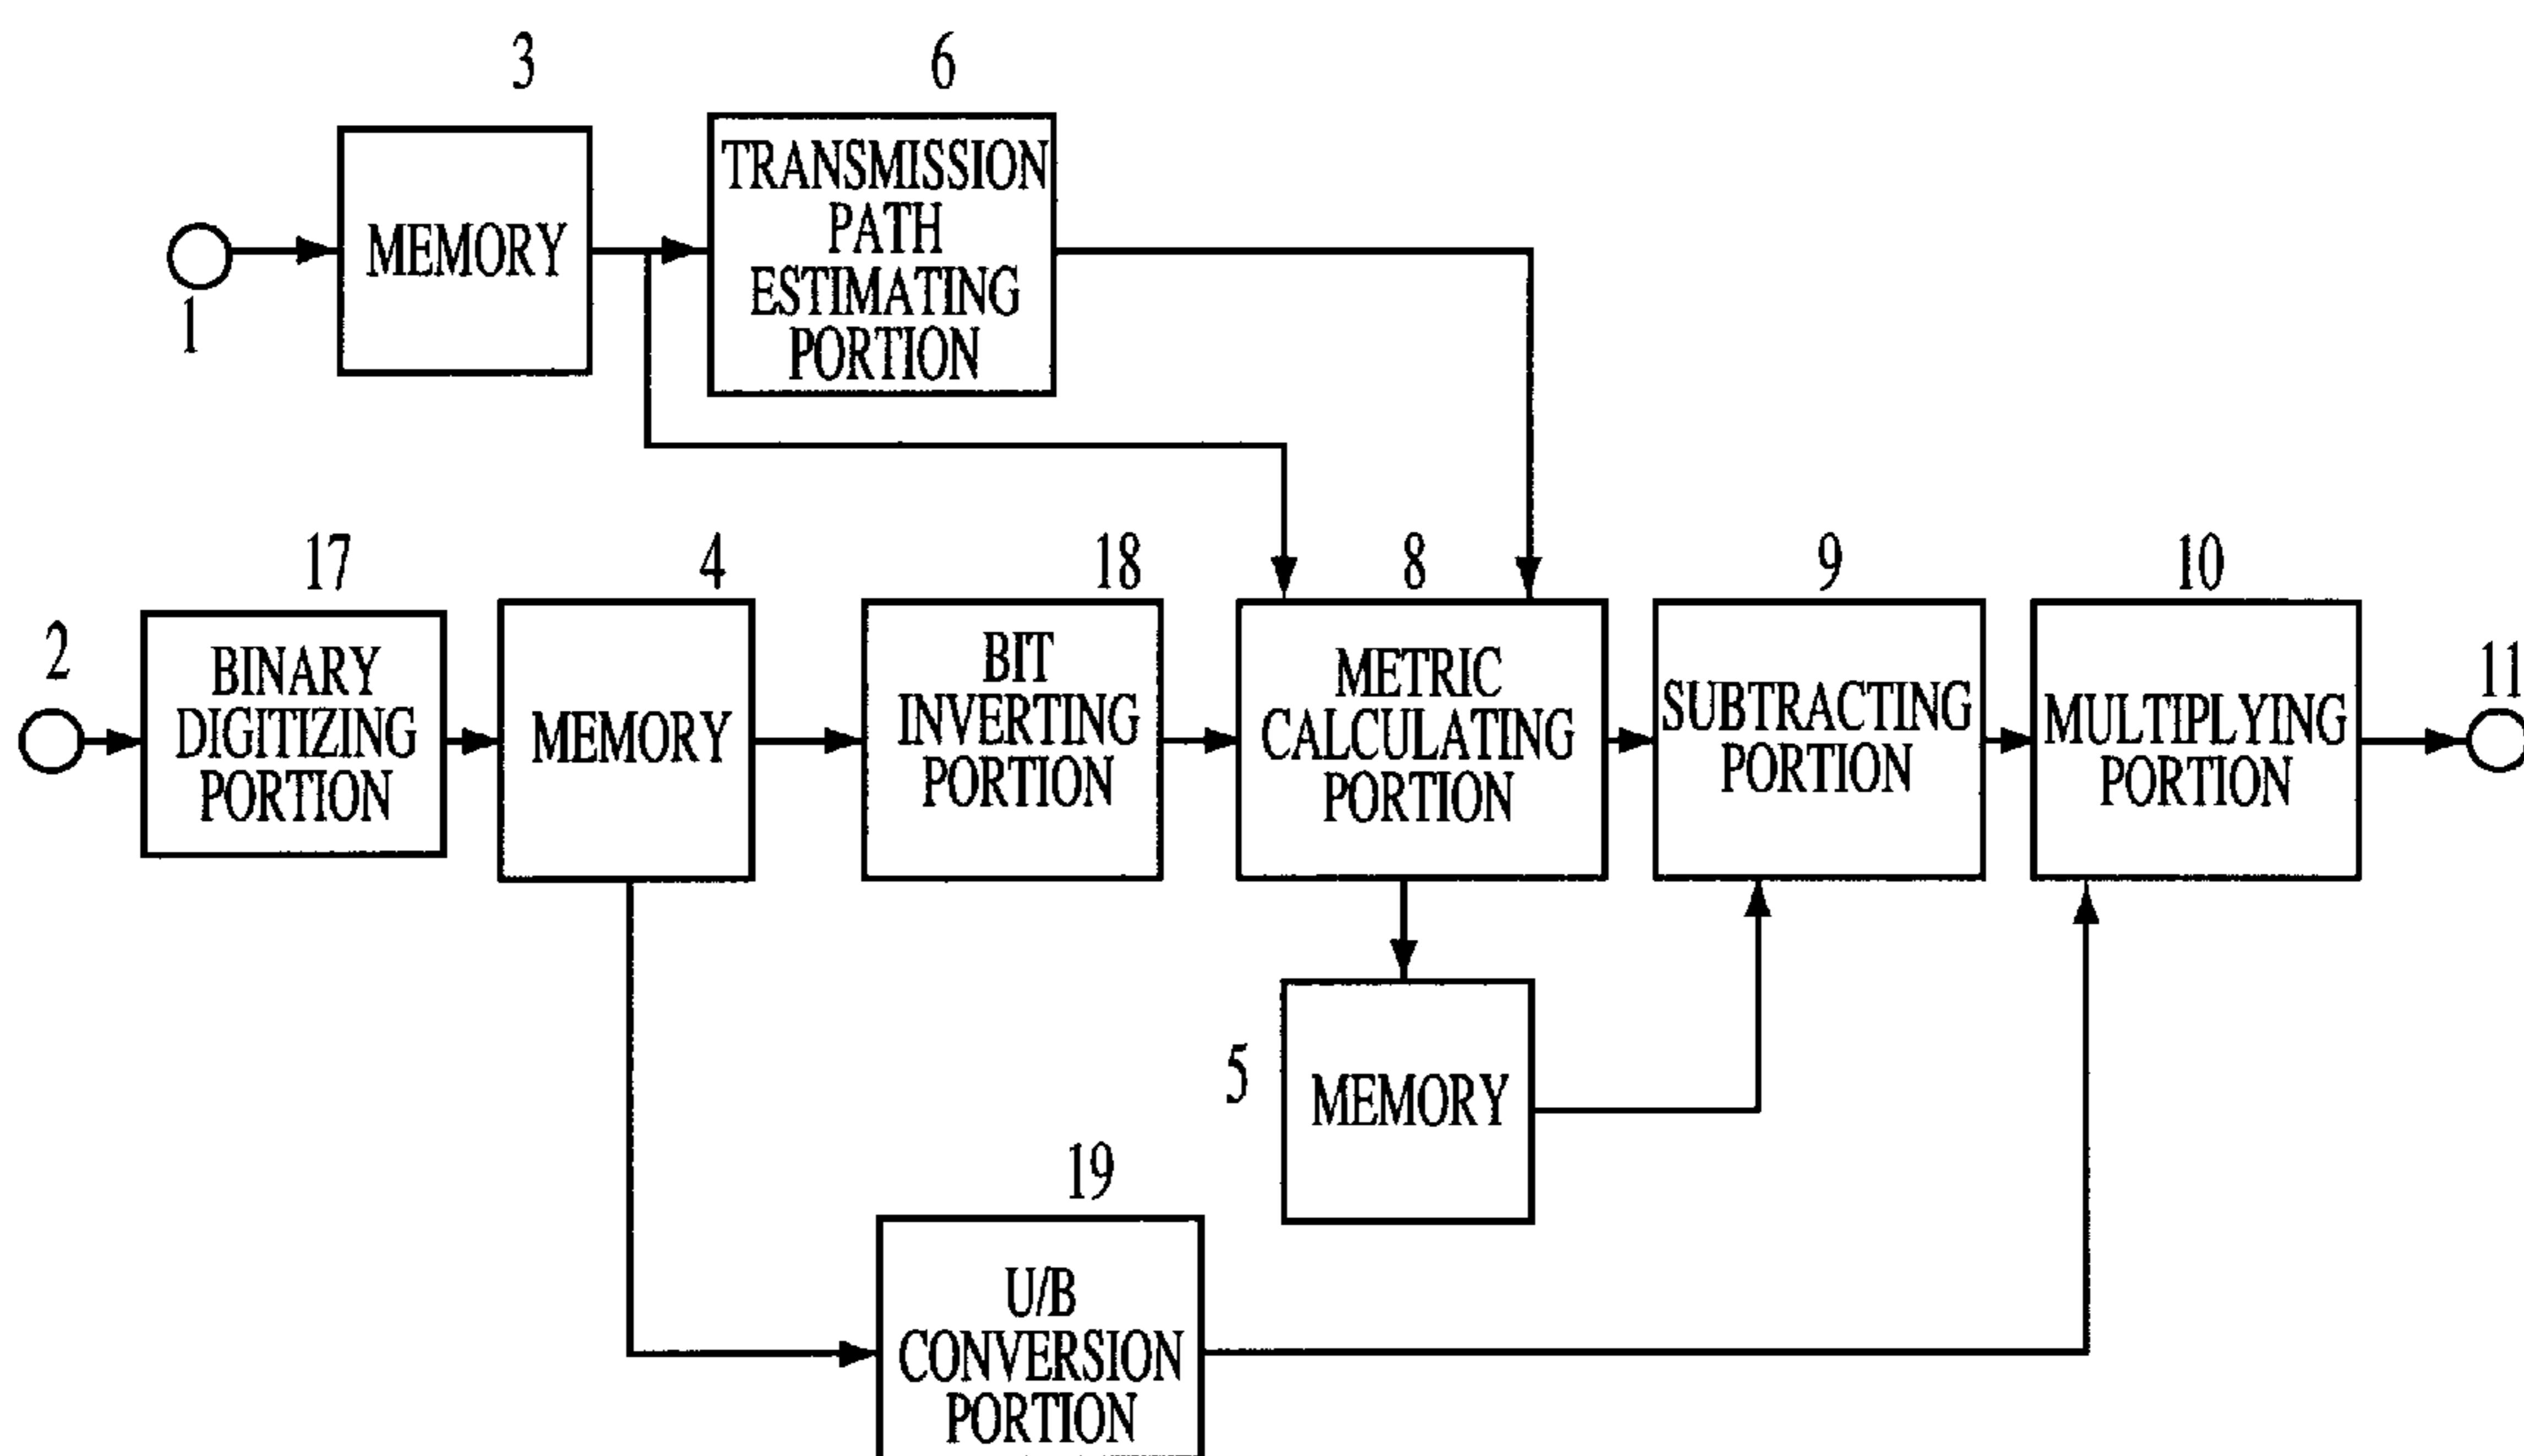 3
6
MEMORY
TRANSMISSION
PATH
ESTIMATING
PORTION
1
17
4
18
8
9
10
2
11
BINARY
DIGITIZING
PORTION
MEMORY
BIT
INVERTING
PORTION
METRIC
CALCULATING
PORTION
SUBTRACTING
PORTION
MULTIPLYING
PORTION
5
MEMORY
19
U/B
CONVERSION
PORTION